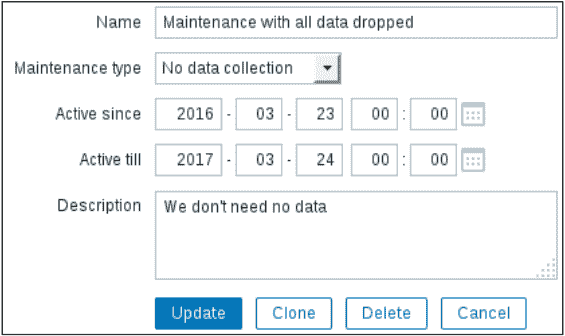 Name Maintenance with all data dropped
Maintenance type No data collection
Active since 2016 - 03 - 23 00 : 00
Active till 2017 - 03 - 24 00 : 00
Description We don't need no data
Update Clone Delete Cancel